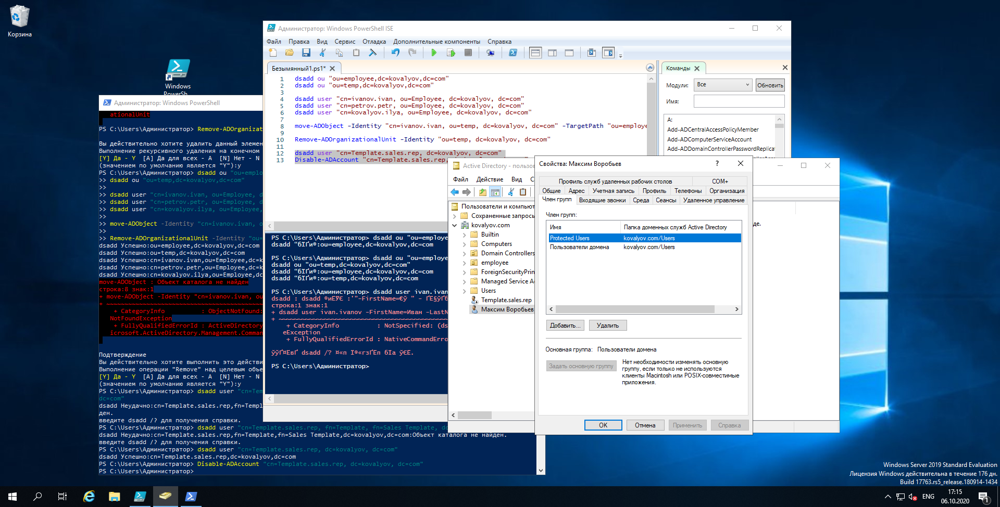 Корзина
Windows
PowerSh...
Администратор: Windows PowerShell
ationalUnit
PS C:\Users\Администратор> Remove-ADOrganizat
Вы действительно хотите удалить данный элемен
Выполнение рекурсивного удаления на конечном
[Y] Да - Y  [A] Да для всех - A  [N] Нет - N
(значением по умолчанию является "Y"):y
PS C:\Users\Администратор> dsadd ou "ou=emplo
>> dsadd ou "ou=temp,dc=kovalyov,dc=com"
>>
>> dsadd user "cn=ivanov.ivan, ou=Employee, d
>> dsadd user "cn=petrov.petr, ou=Employee, d
>> dsadd user "cn=kovalyov.ilya, ou=Employee,
>>
>> move-ADObject -Identity "cn=ivanov.ivan, o
>>
>> Remove-ADOrganizationalUnit -Identity "ou=
dsadd Успешно:ou=employee,dc=kovalyov,dc=com
dsadd Успешно:ou=temp,dc=kovalyov,dc=com
dsadd Успешно:cn=ivanov.ivan,ou=Employee,dc=k
dsadd Успешно:cn=petrov.petr,ou=Employee,dc=k
dsadd Успешно:cn=kovalyov.ilya,ou=Employee,dc
move-ADObject : Объект каталога не найден
строка:8 знак:1
+ move-ADObject -Identity "cn=ivanov.ivan, ou
+ CategoryInfo          : ObjectNotFound:
NotFoundException
+ FullyQualifiedErrorId : ActiveDirectory
icrosoft.ActiveDirectory.Management.Comman
Подтверждение
Вы действительно хотите выполнить это действи
Выполнение операции "Remove" над целевым объе
[Y] Да - Y  [A] Да для всех - A  [N] Нет - N
(значением по умолчанию является "Y"):y
PS C:\Users\Администратор> dsadd user "cn=Tem
dc=com"
dsadd Неудачно:cn=Template.sales.rep,fn=Templ
ден.
введите dsadd /? для получения справки.
PS C:\Users\Администратор> dsadd user "cn=Template.sales.rep, fn=Template, fn=Sales Template, dc
dsadd Неудачно:cn=Template.sales.rep,fn=Template,fn=Sales Template,dc=kovalyov,dc=com:Объект каталога не найден.
введите dsadd /? для получения справки.
PS C:\Users\Администратор> dsadd user "cn=Template.sales.rep, dc=kovalyov, dc=com"
dsadd Успешно:cn=Template.sales.rep,dc=kovalyov,dc=com
PS C:\Users\Администратор> Disable-ADAccount "cn=Template.sales.rep, dc=kovalyov, dc=com"
PS C:\Users\Администратор>
Администратор: Windows PowerShell ISE
Файл Правка Вид Сервис Отладка Дополнительные компоненты Справка
Безымянный1.ps1*
1 dsadd ou "ou=employee,dc=kovalyov,dc=com"
2 dsadd ou "ou=temp,dc=kovalyov,dc=com"
3
4 dsadd user "cn=ivanov.ivan, ou=Employee, dc=kovalyov, dc=com"
5 dsadd user "cn=petrov.petr, ou=Employee, dc=kovalyov, dc=com"
6 dsadd user "cn=kovalyov.ilya, ou=Employee, dc=kovalyov, dc=com"
7
8 move-ADObject -Identity "cn=ivanov.ivan, ou=temp, dc=kovalyov, dc=com" -TargetPath "ou=employe
9
10 Remove-ADOrganizationalUnit -Identity "ou=temp, dc=kovalyov, dc=com"
11
12 dsadd user "cn=Template.sales.rep, dc=kovalyov, dc=com"
13 Disable-ADAccount "cn=Template.sales.rep,
PS C:\Users\Администратор> dsadd ou "ou=employe
dsadd “бЇҐи®:ou=employee,dc=kovalyov,dc=com
PS C:\Users\Администратор> dsadd ou "ou=employe
dsadd ou "ou=temp,dc=kovalyov,dc=com"
dsadd “бЇҐи®:ou=employee,dc=kovalyov,dc=com
dsadd “бЇҐи®:ou=temp,dc=kovalyov,dc=com
PS C:\Users\Администратор> dsadd user ivan.ivan
строка:1 знак:1
+ dsadd user ivan.ivanov -FirstName=Иван -LastN
+ CategoryInfo          : NotSpecified: (ds
eException
+ FullyQualifiedErrorId : NativeCommandErro
PS C:\Users\Администратор>
Команды
Модули: Все Обновить
Имя:
A:
Add-ADCentralAccessPolicyMember
Add-ADComputerServiceAccount
Add-ADDomainControllerPasswordReplicat
Active Directory - пользо
Файл Действие Вид С
Пользователи и компьют
Сохраненные запросы
kovalyov.com
Builtin
Computers
Domain Controllers
employee
ForeignSecurityPrin
Managed Service A
Users
Template.sales.rep
Максим Воробьев
де.
Свойства: Максим Воробьев
?
Профиль служб удаленных рабочих столов COM+
Общие Адрес Учетная запись Профиль Телефоны Организация
Член групп Входящие звонки Среда Сеансы Удаленное управление
Член групп:
Имя Папка доменных служб Active Directory
Protected Users kovalyov.com/Users
Пользователи домена kovalyov.com/Users
Добавить... Удалить
Основная группа: Пользователи домена
Задать основную группу
Нет необходимости изменять основную
группу, если только не используются
клиенты Macintosh или POSIX-совместимые
приложения.
OK Отмена Применить Справка
Windows Server 2019 Standard Evaluation
Лицензия Windows действительна в течение 176 дн.
Build 17763.rs5_release.180914-1434
ENG
17:15
06.10.2020
1